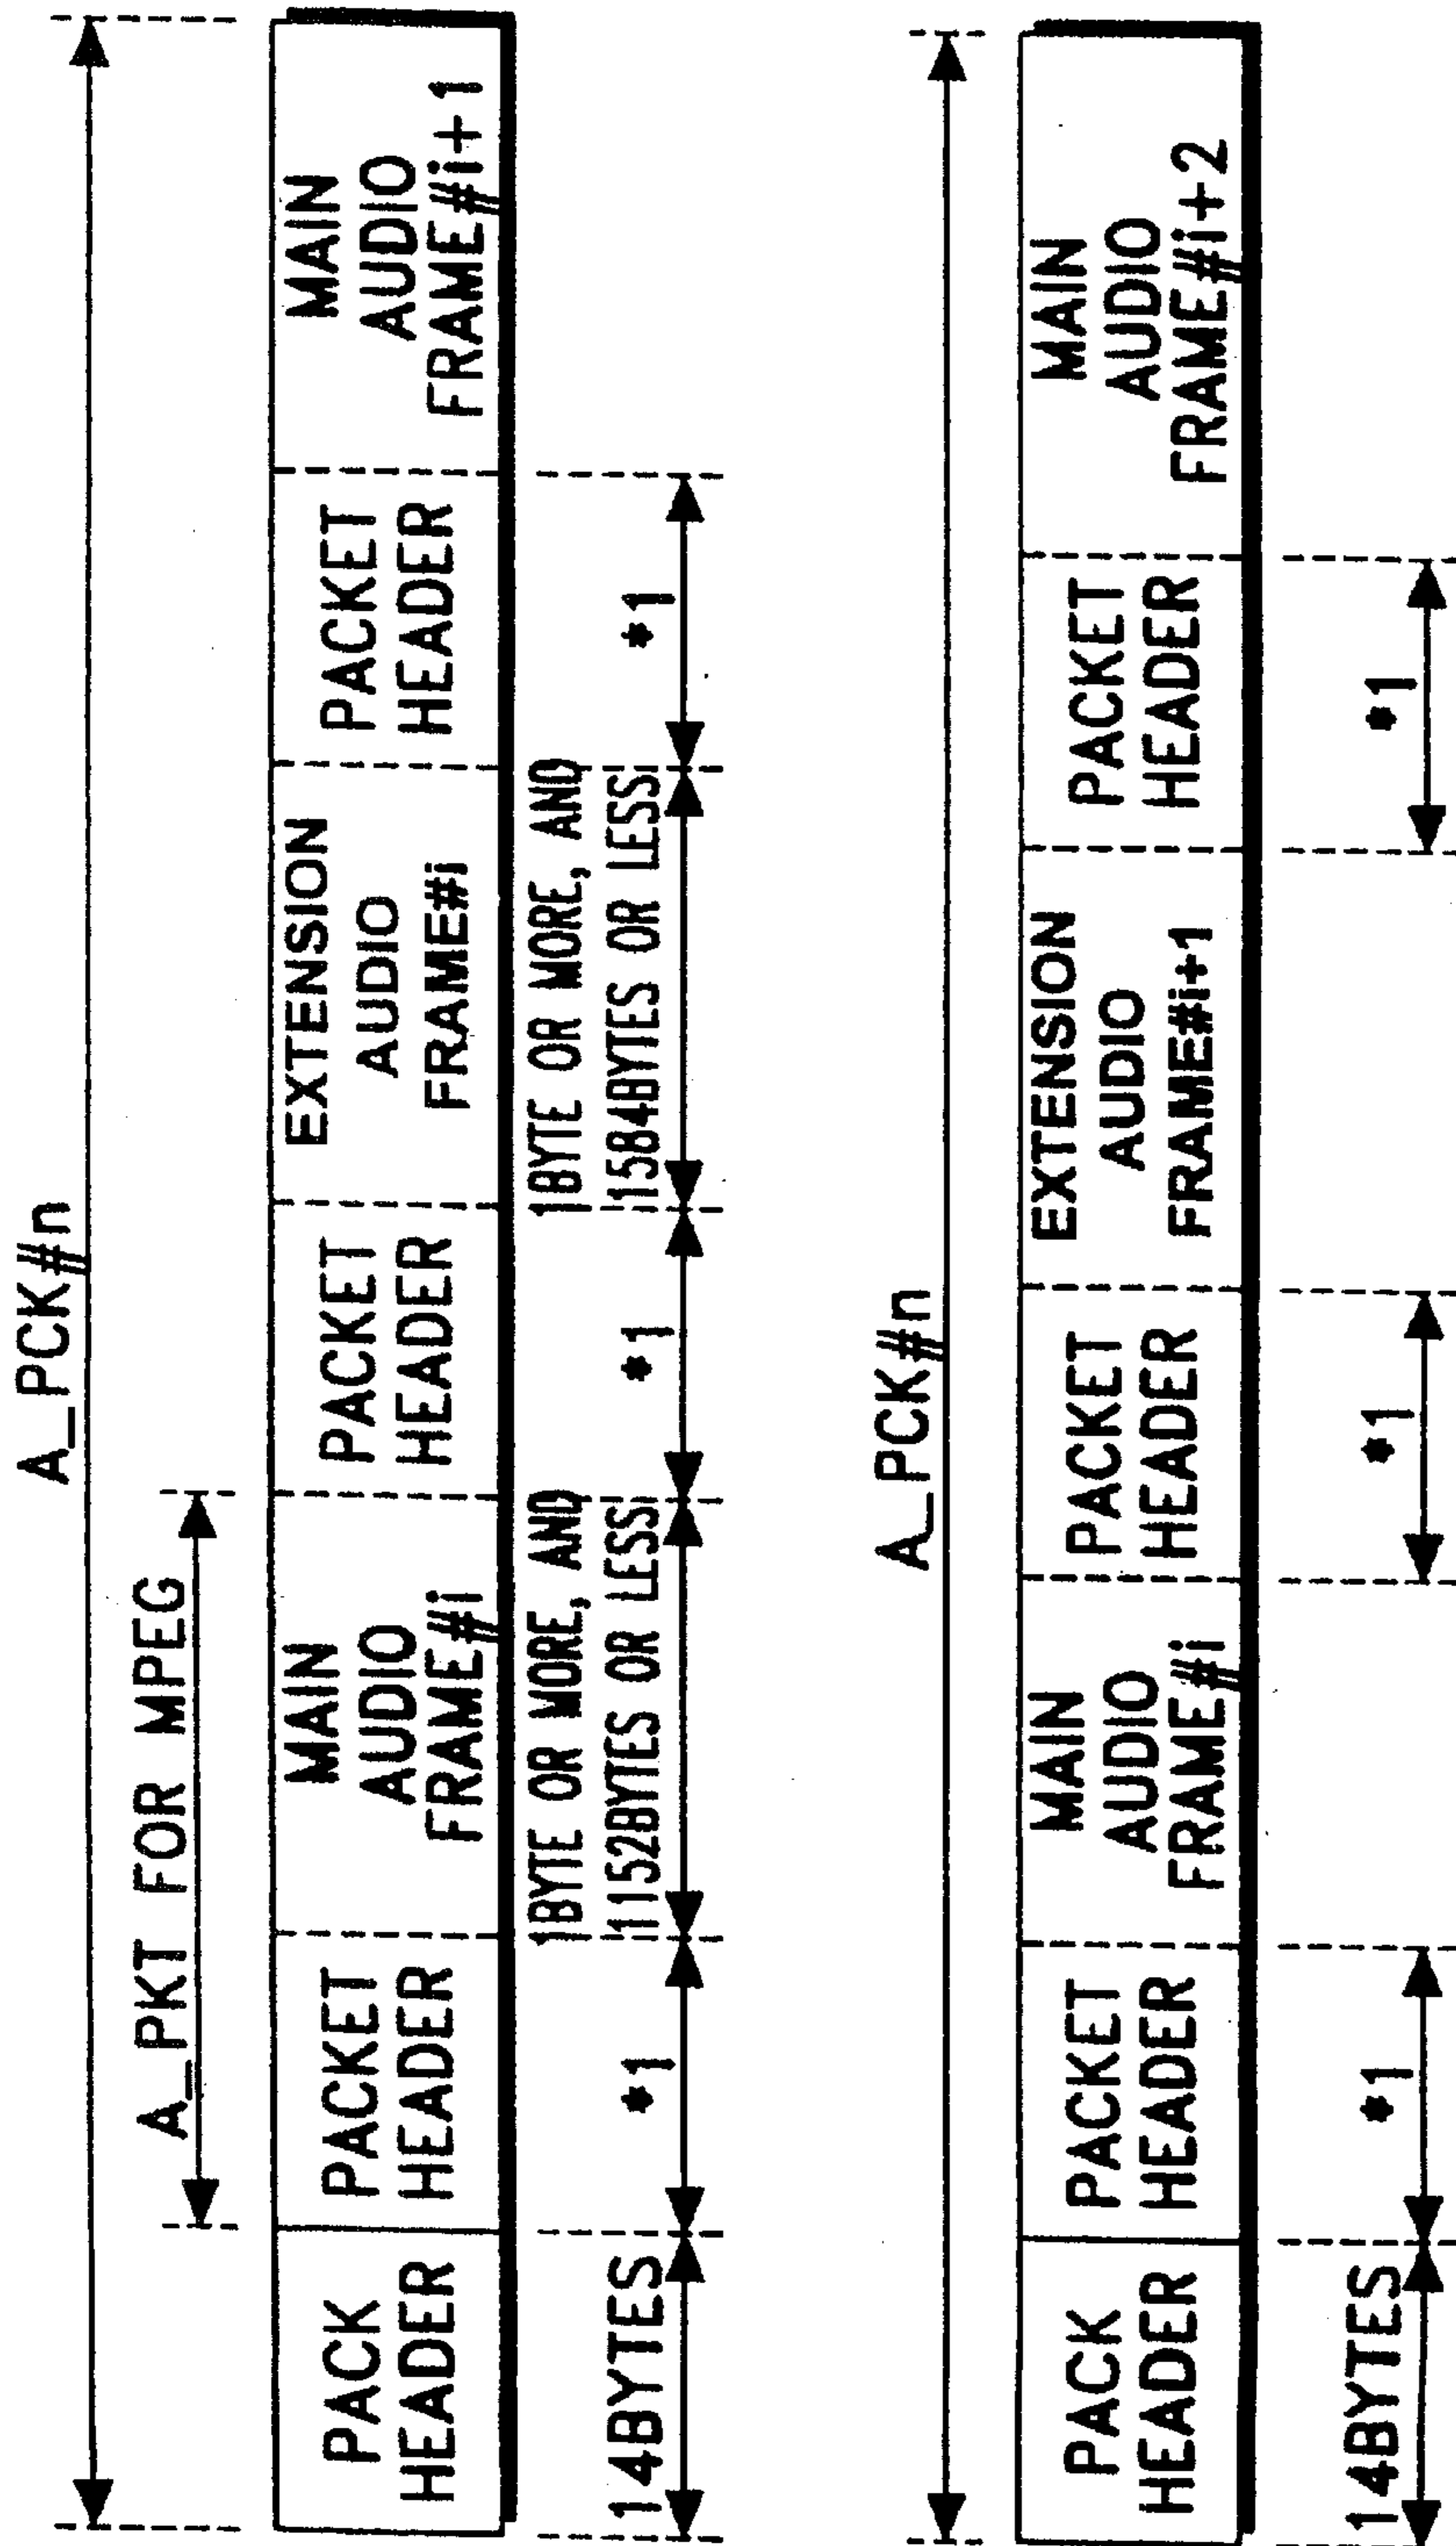 A_PCK#n
A_PKT FOR MPEG
PACK
HEADER
PACKET
HEADER
MAIN
AUDIO
FRAME#i
PACKET
HEADER
EXTENSION
AUDIO
FRAME#i
PACKET
HEADER
MAIN
AUDIO
FRAME#i+1
14BYTES
*1
1BYTE OR MORE, AND
1152BYTES OR LESS
*1
1BYTE OR MORE, AND
1584BYTES OR LESS
*1
A_PCK#n
PACK
HEADER
PACKET
HEADER
MAIN
AUDIO
FRAME#i
PACKET
HEADER
EXTENSION
AUDIO
FRAME#i+1
PACKET
HEADER
MAIN
AUDIO
FRAME#i+2
14BYTES
*1
*1
*1